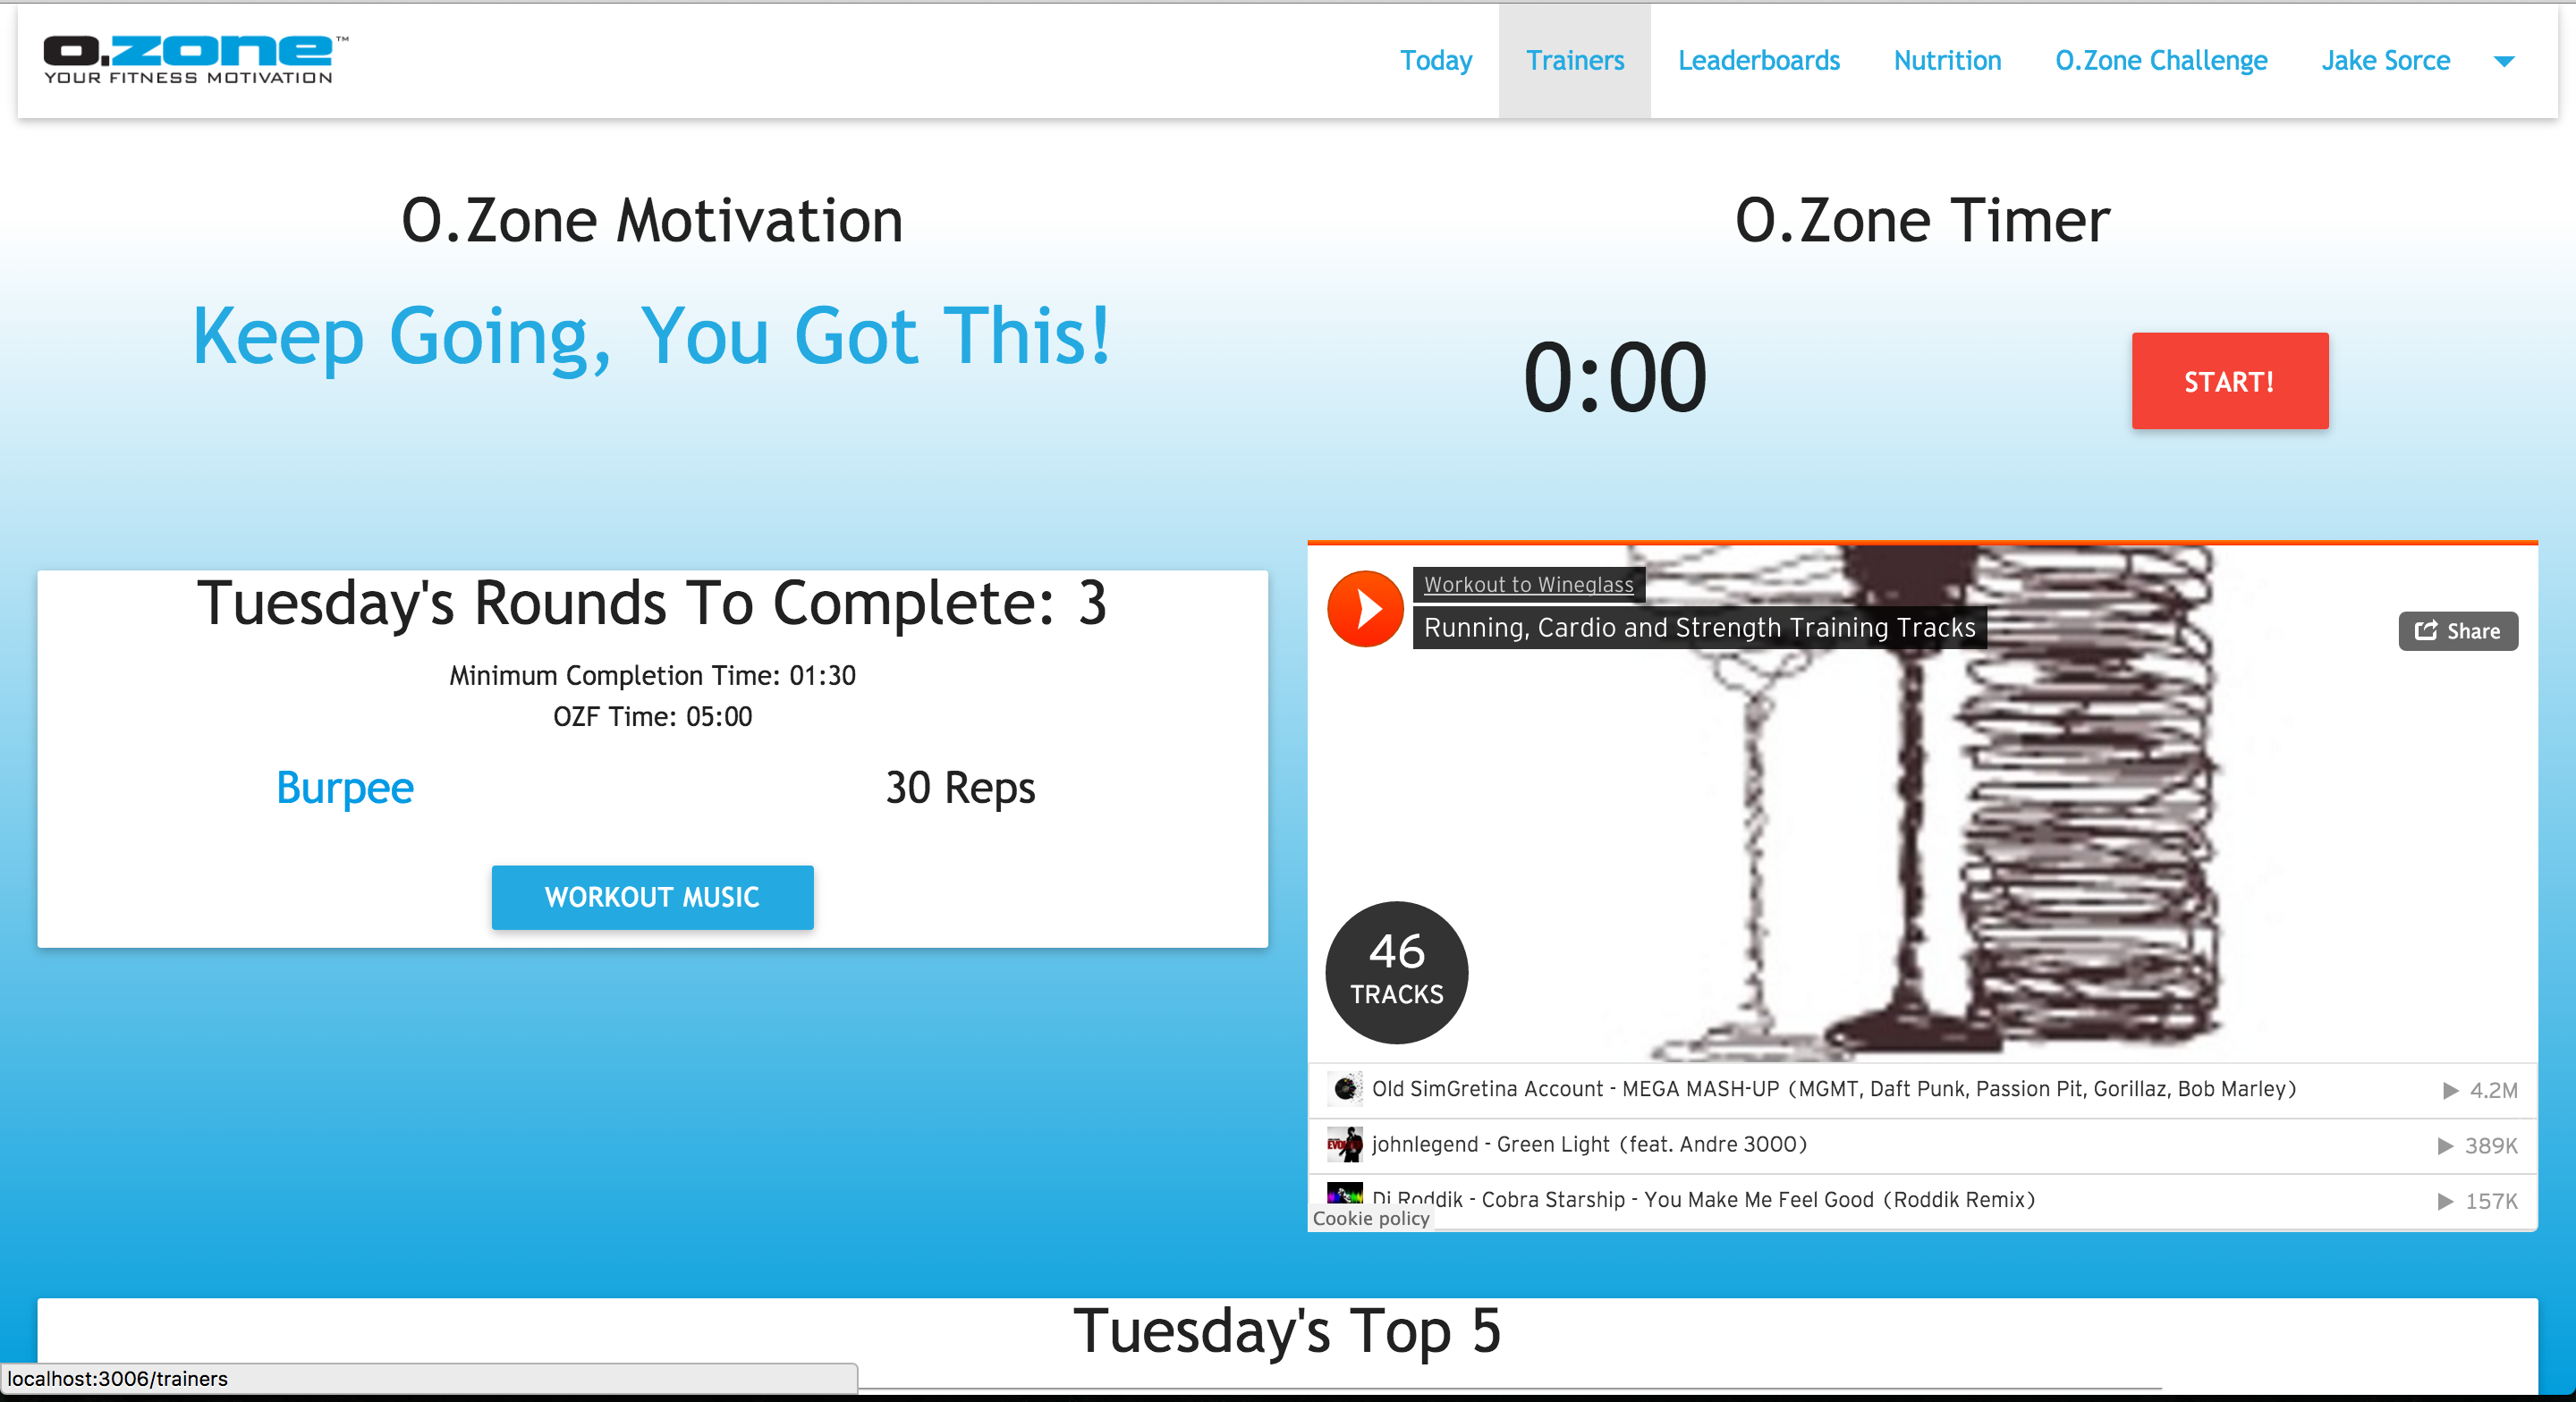 o.zone™
YOUR FITNESS MOTIVATION
Today
Trainers
Leaderboards
Nutrition
O.Zone Challenge
Jake Sorce
O.Zone Motivation
Keep Going, You Got This!
O.Zone Timer
0:00
START!
Tuesday's Rounds To Complete: 3
Minimum Completion Time: 01:30
OZF Time: 05:00
Burpee
30 Reps
WORKOUT MUSIC
Workout to Wineglass
Running, Cardio and Strength Training Tracks
Share
46
TRACKS
Old SimGretina Account - MEGA MASH-UP (MGMT, Daft Punk, Passion Pit, Gorillaz, Bob Marley)
4.2M
johnlegend - Green Light (feat. Andre 3000)
389K
Dj Roddik - Cobra Starship - You Make Me Feel Good (Roddik Remix)
157K
Cookie policy
Tuesday's Top 5
localhost:3006/trainers